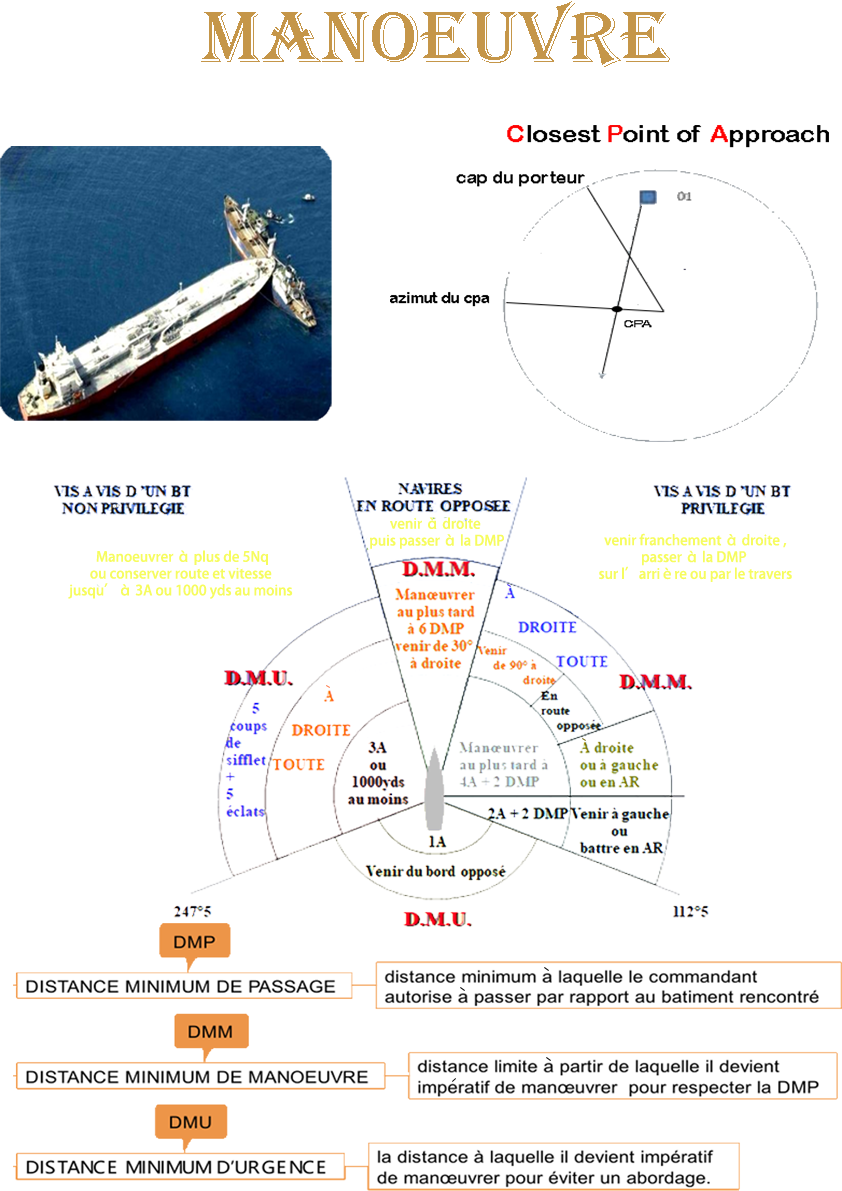 MANOEUVRE
Closest Point of Approach
cap du porteur
01
azimut du cpa
CPA
VIS A VIS D 'UN BT
NON PRIVILEGIE
Manoeuvrer à plus de 5Nq
ou conserver route et vitesse
jusqu' à 3A ou 1000 yds au moins
NAVIRES
EN ROUTE OPPOSEE
venir à droite
puis passer à la DMP
VIS A VIS D 'UN BT
PRIVILEGIE
venir franchement à droite ,
passer à la DMP
sur l' arri è re ou par le travers
D.M.M.
Manœuvrer
au plus tard
à 6 DMP
venir de 30°
à droite
À
DROITE
TOUTE
Venir
de 90° à
droite
En
route
opposée
D.M.M.
D.M.U.
5
coups
de
sifflet
+
5
éclats
À
DROITE
TOUTE
3A
ou
1000yds
au moins
Manœuvrer
au plus tard à
4A + 2 DMP
À droite
ou à gauche
ou en AR
2A + 2 DMP
Venir à gauche
ou
battre en AR
1A
Venir du bord opposé
247°5
112°5
D.M.U.
DMP
DISTANCE MINIMUM DE PASSAGE
distance minimum à laquelle le commandant
autorise à passer par rapport au batiment rencontré
DMM
DISTANCE MINIMUM DE MANOEUVRE
distance limite à partir de laquelle il devient
impératif de manœuvrer pour respecter la DMP
DMU
DISTANCE MINIMUM D'URGENCE
la distance à laquelle il devient impératif
de manœuvrer pour éviter un abordage.